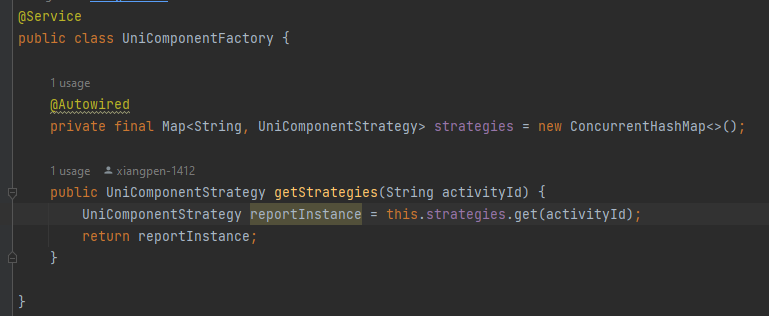 @Service
public class UniComponentFactory {
1 usage
@Autowired
private final Map<String, UniComponentStrategy> strategies = new ConcurrentHashMap<>();
1 usage xiangpen-1412
public UniComponentStrategy getStrategies(String activityId) {
UniComponentStrategy reportInstance = this.strategies.get(activityId);
return reportInstance;
}
}